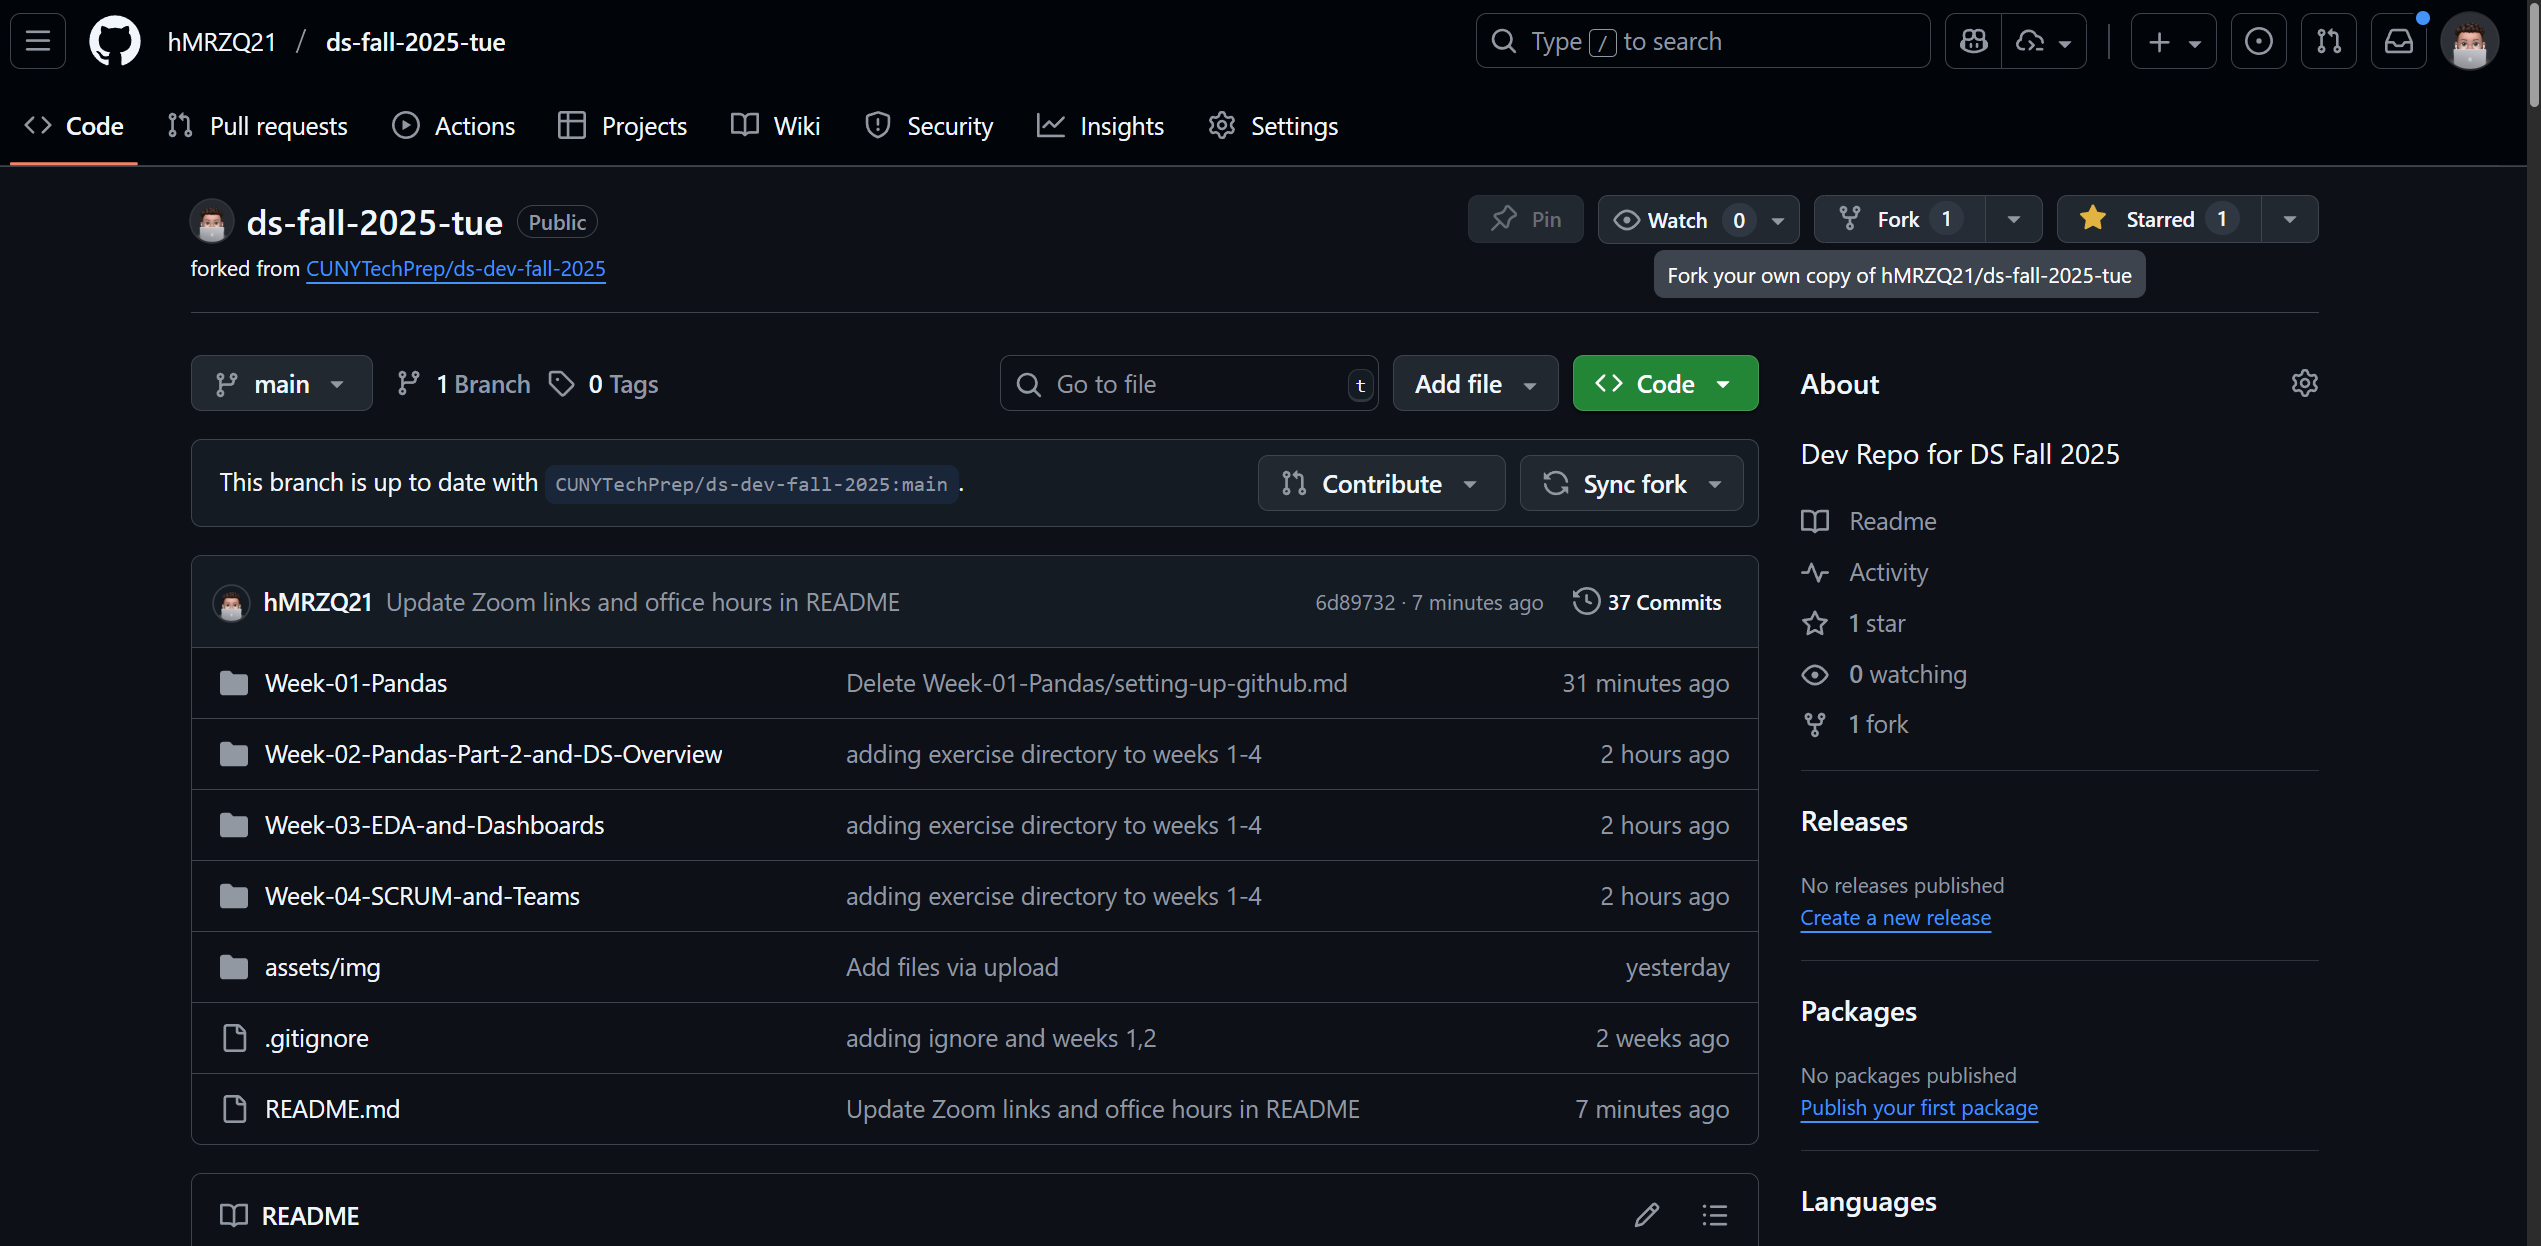 hMRZQ21 / ds-fall-2025-tue
Type / to search
Code
Pull requests
Actions
Projects
Wiki
Security
Insights
Settings
ds-fall-2025-tue Public
forked from CUNYTechPrep/ds-dev-fall-2025
Pin
Watch 0
Fork 1
Starred 1
Fork your own copy of hMRZQ21/ds-fall-2025-tue
main
1 Branch
0 Tags
Go to file t
Add file
Code
This branch is up to date with CUNYTechPrep/ds-dev-fall-2025:main .
Contribute
Sync fork
hMRZQ21 Update Zoom links and office hours in README 6d89732 · 7 minutes ago 37 Commits
Week-01-Pandas Delete Week-01-Pandas/setting-up-github.md 31 minutes ago
Week-02-Pandas-Part-2-and-DS-Overview adding exercise directory to weeks 1-4 2 hours ago
Week-03-EDA-and-Dashboards adding exercise directory to weeks 1-4 2 hours ago
Week-04-SCRUM-and-Teams adding exercise directory to weeks 1-4 2 hours ago
assets/img Add files via upload yesterday
.gitignore adding ignore and weeks 1,2 2 weeks ago
README.md Update Zoom links and office hours in README 7 minutes ago
README
About
Dev Repo for DS Fall 2025
Readme
Activity
1 star
0 watching
1 fork
Releases
No releases published
Create a new release
Packages
No packages published
Publish your first package
Languages